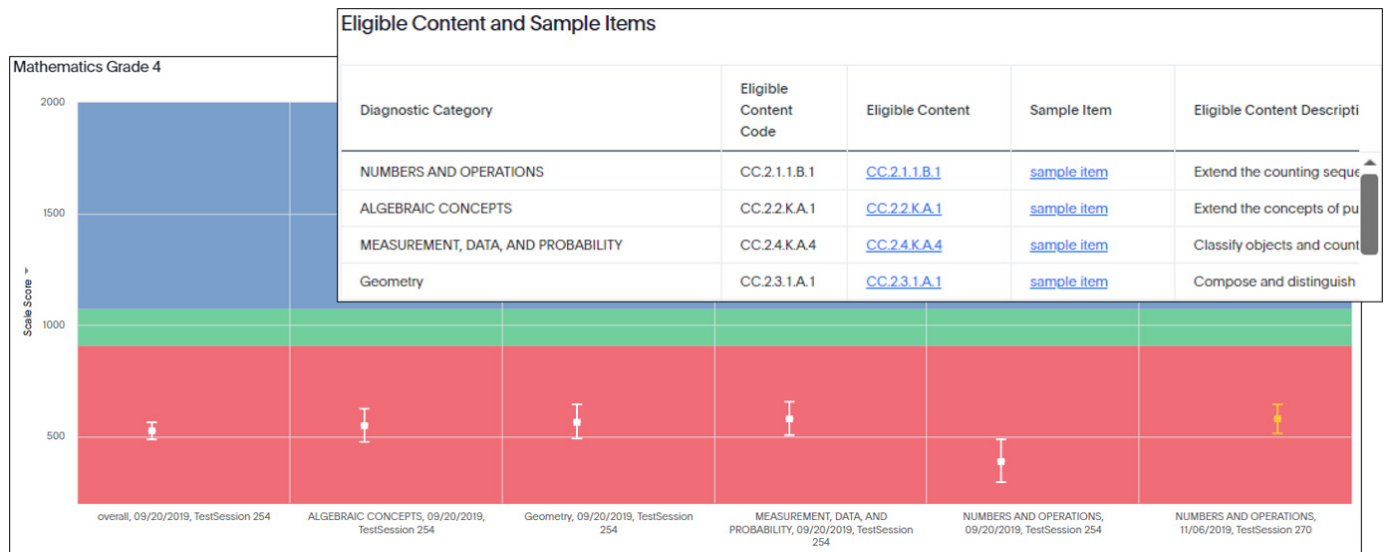 Eligible Content and Sample Items
Diagnostic Category
Eligible
Content
Code
Eligible Content
Sample Item
Eligible Content Descripti
NUMBERS AND OPERATIONS CC.2.1.1.B.1 CC.2.1.1.B.1 sample item Extend the counting seque
ALGEBRAIC CONCEPTS CC.2.2.K.A.1 CC.2.2.K.A.1 sample item Extend the concepts of pu
MEASUREMENT, DATA, AND PROBABILITY CC.2.4.K.A.4 CC.2.4.K.A.4 sample item Classify objects and count
Geometry CC.2.3.1.A.1 CC.2.3.1.A.1 sample item Compose and distinguish
Mathematics Grade 4
Scale Score
2000
1500
1000
500
overall, 09/20/2019, TestSession 254
ALGEBRAIC CONCEPTS, 09/20/2019,
TestSession 254
Geometry, 09/20/2019, TestSession
254
MEASUREMENT, DATA, AND
PROBABILITY, 09/20/2019, TestSession
254
NUMBERS AND OPERATIONS,
09/20/2019, TestSession 254
NUMBERS AND OPERATIONS,
11/06/2019, TestSession 270